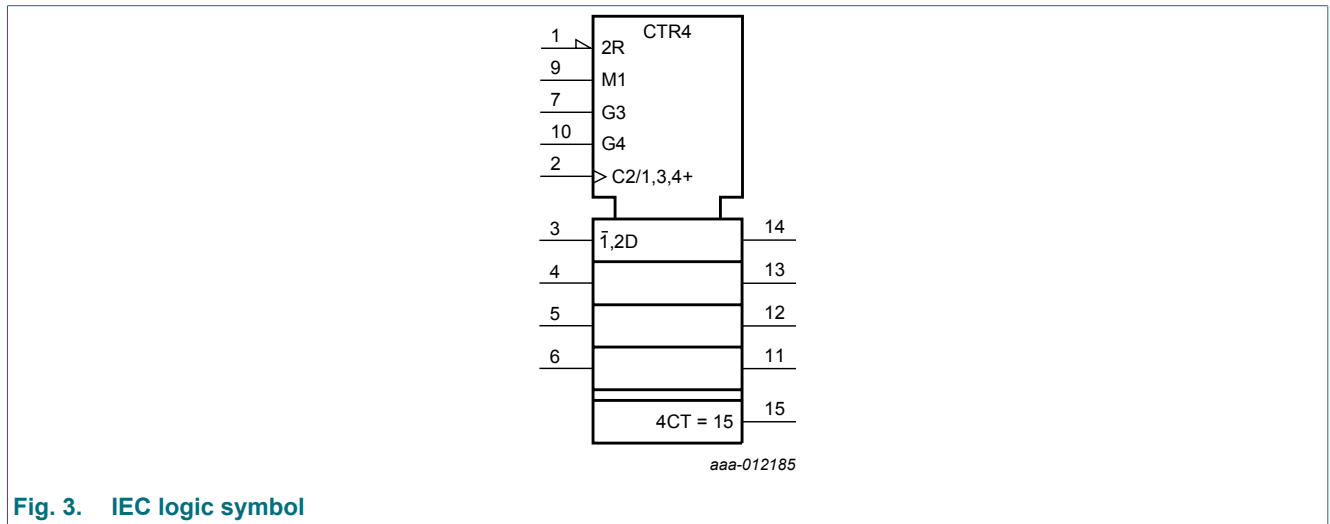 CTR4
1
2R
9
M1
7
G3
10
G4
2
C2/1,3,4+
3
1̄,2D
14
4
13
5
12
6
11
4CT = 15
15
aaa-012185
Fig. 3. IEC logic symbol